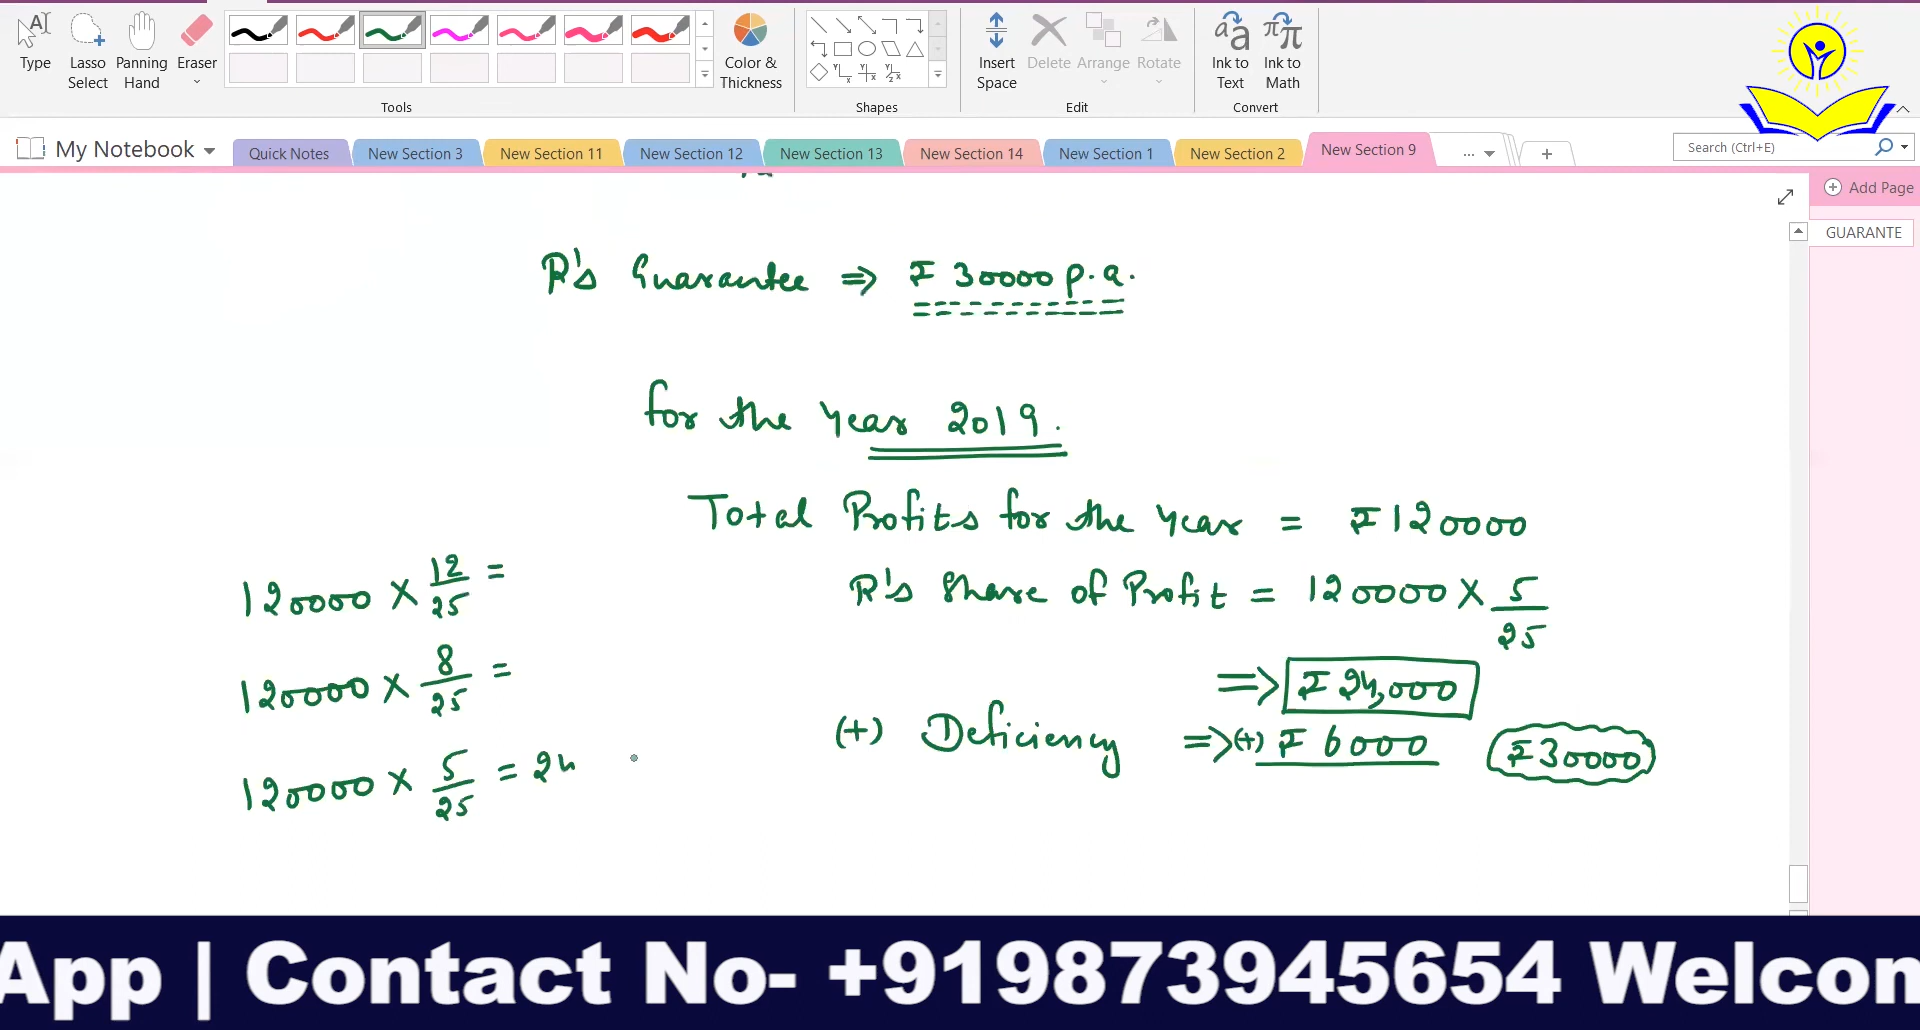 Type
Lasso Select
Panning Hand
Eraser
Color & Thickness
Insert Space
Delete
Arrange
Rotate
Ink to Text
Ink to Math
Tools
Shapes
Edit
Convert
My Notebook
Quick Notes
New Section 3
New Section 11
New Section 12
New Section 13
New Section 14
New Section 1
New Section 2
New Section 9
...
Search (Ctrl+E)
Add Page
GUARANTE
R's Guarantee ⇒ ₹ 30000 p.a.
for the year 2019.
Total Profits for the year = ₹120000
R's Share of Profit = 120000 × 5/25
⇒ ₹ 24,000
(+) Deficiency ⇒ (+) ₹ 6000 ₹30000
120000 × 12/25 =
120000 × 8/25 =
120000 × 5/25 = 24
App | Contact No- +919873945654 Welcon